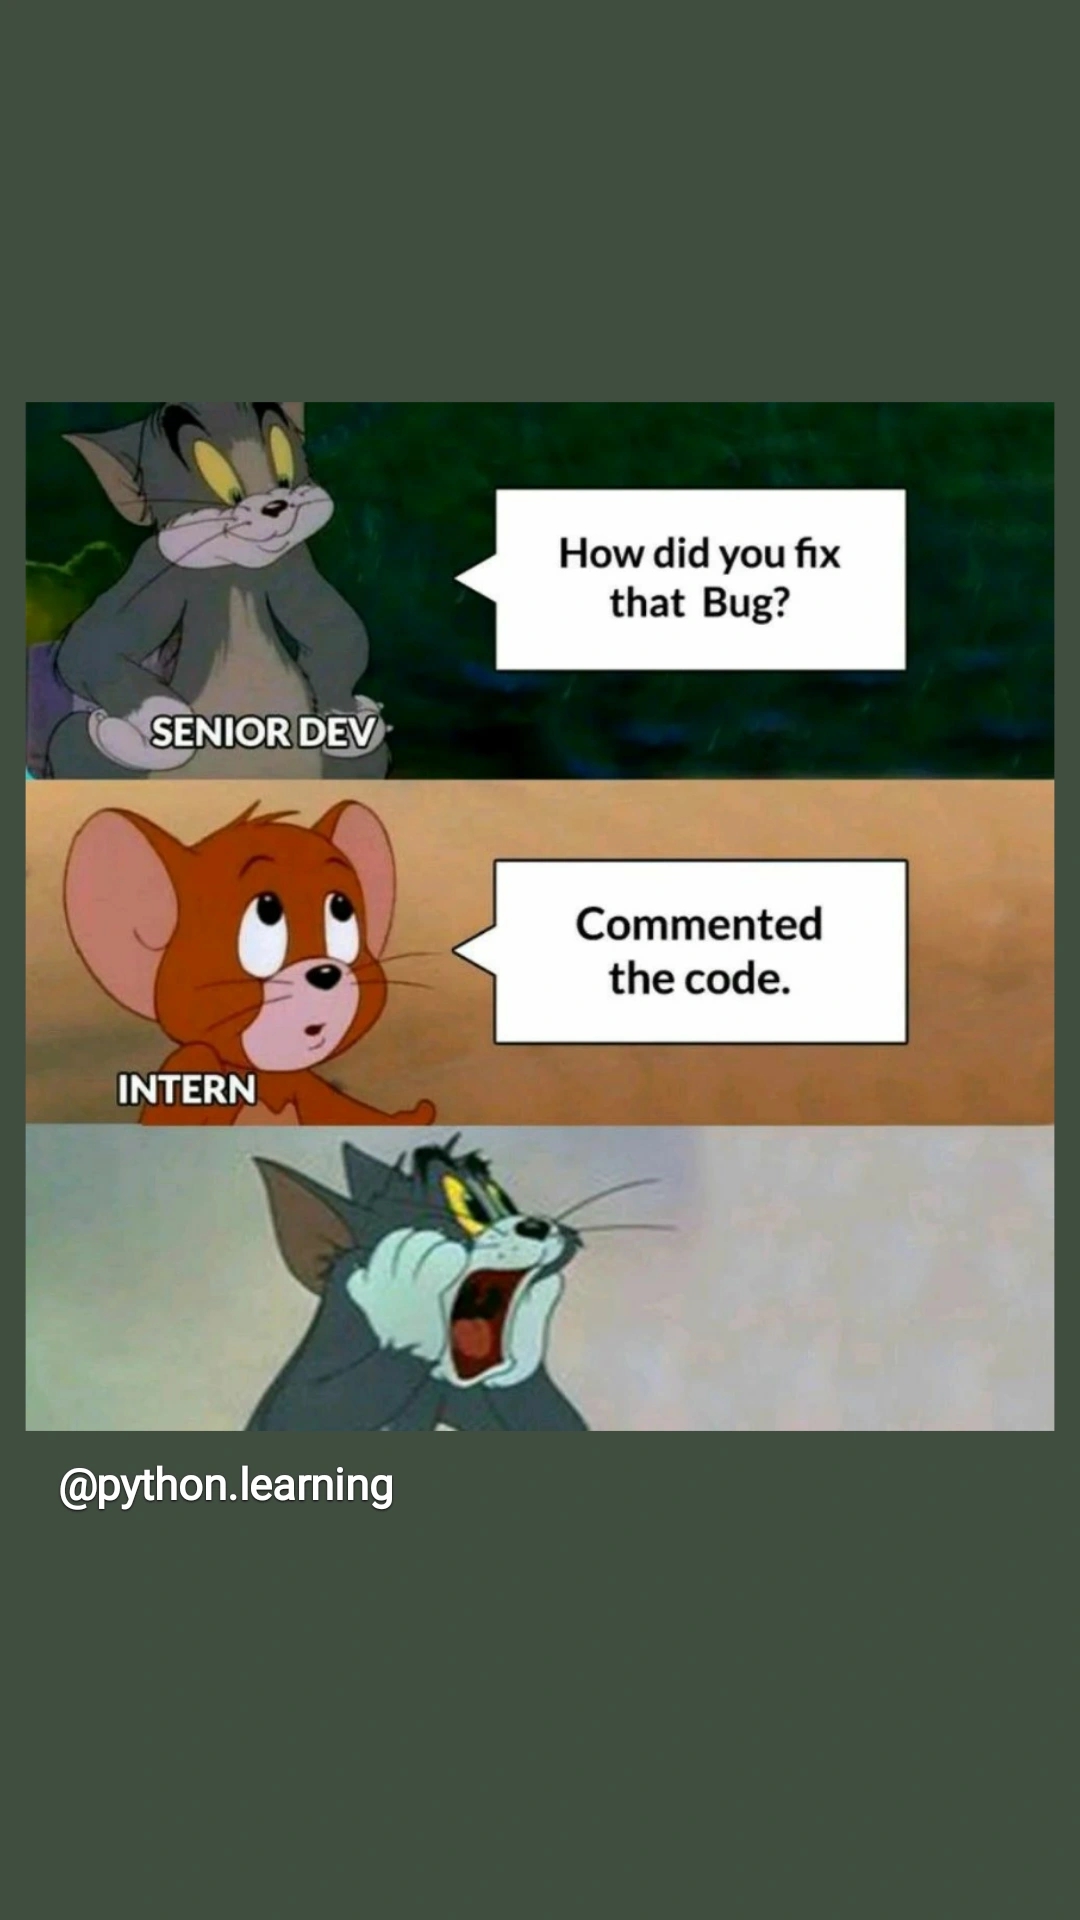 How did you fix
that Bug?
SENIOR DEV
Commented
the code.
INTERN
@python.learning